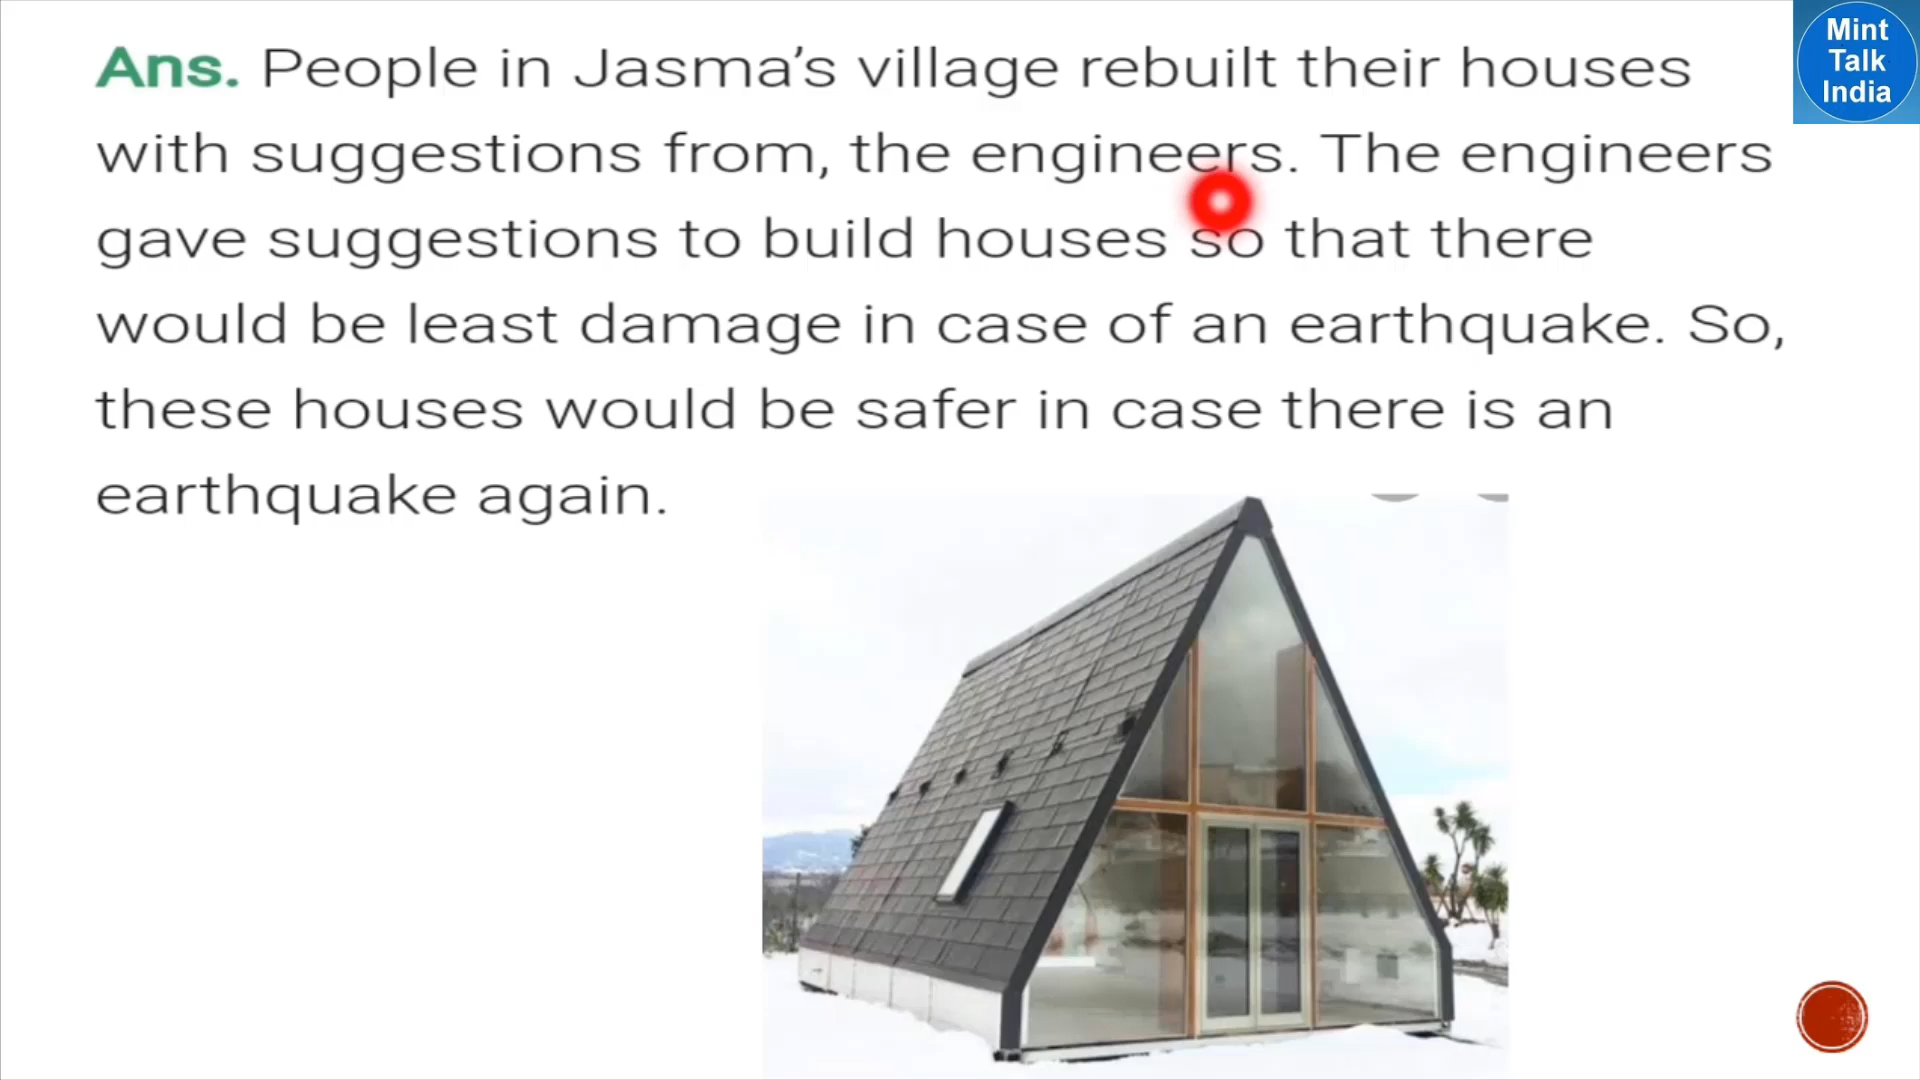 Ans. People in Jasma’s village rebuilt their houses
with suggestions from, the engineers. The engineers
gave suggestions to build houses so that there
would be least damage in case of an earthquake. So,
these houses would be safer in case there is an
earthquake again.
Mint
Talk
India